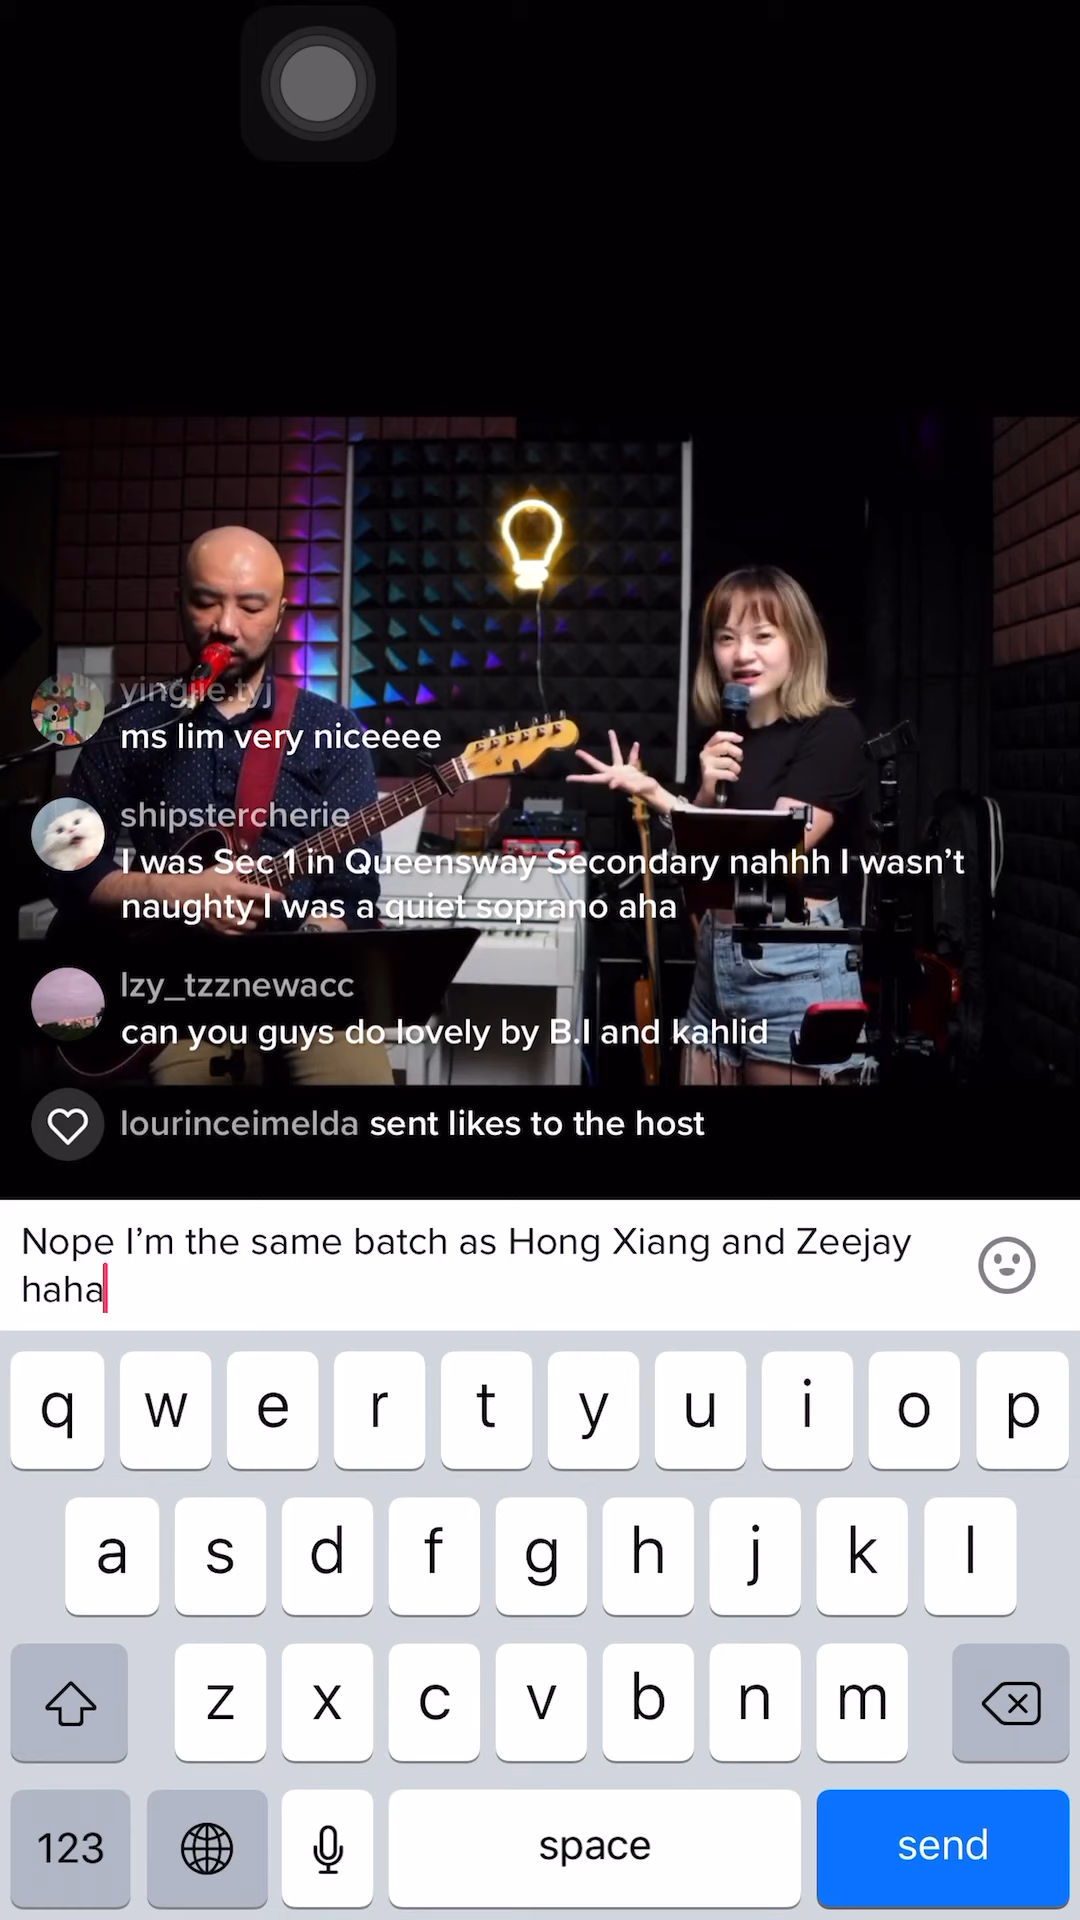 yingjie.tyj
ms lim very niceeee
shipstercherie
I was Sec 1 in Queensway Secondary nahhh I wasn't
naughty I was a quiet soprano aha
lzy_tzznewacc
can you guys do lovely by B.I and kahlid
lourinceimelda sent likes to the host
Nope I'm the same batch as Hong Xiang and Zeejay
haha
q w e r t y u i o p
a s d f g h j k l
z x c v b n m
123 space send